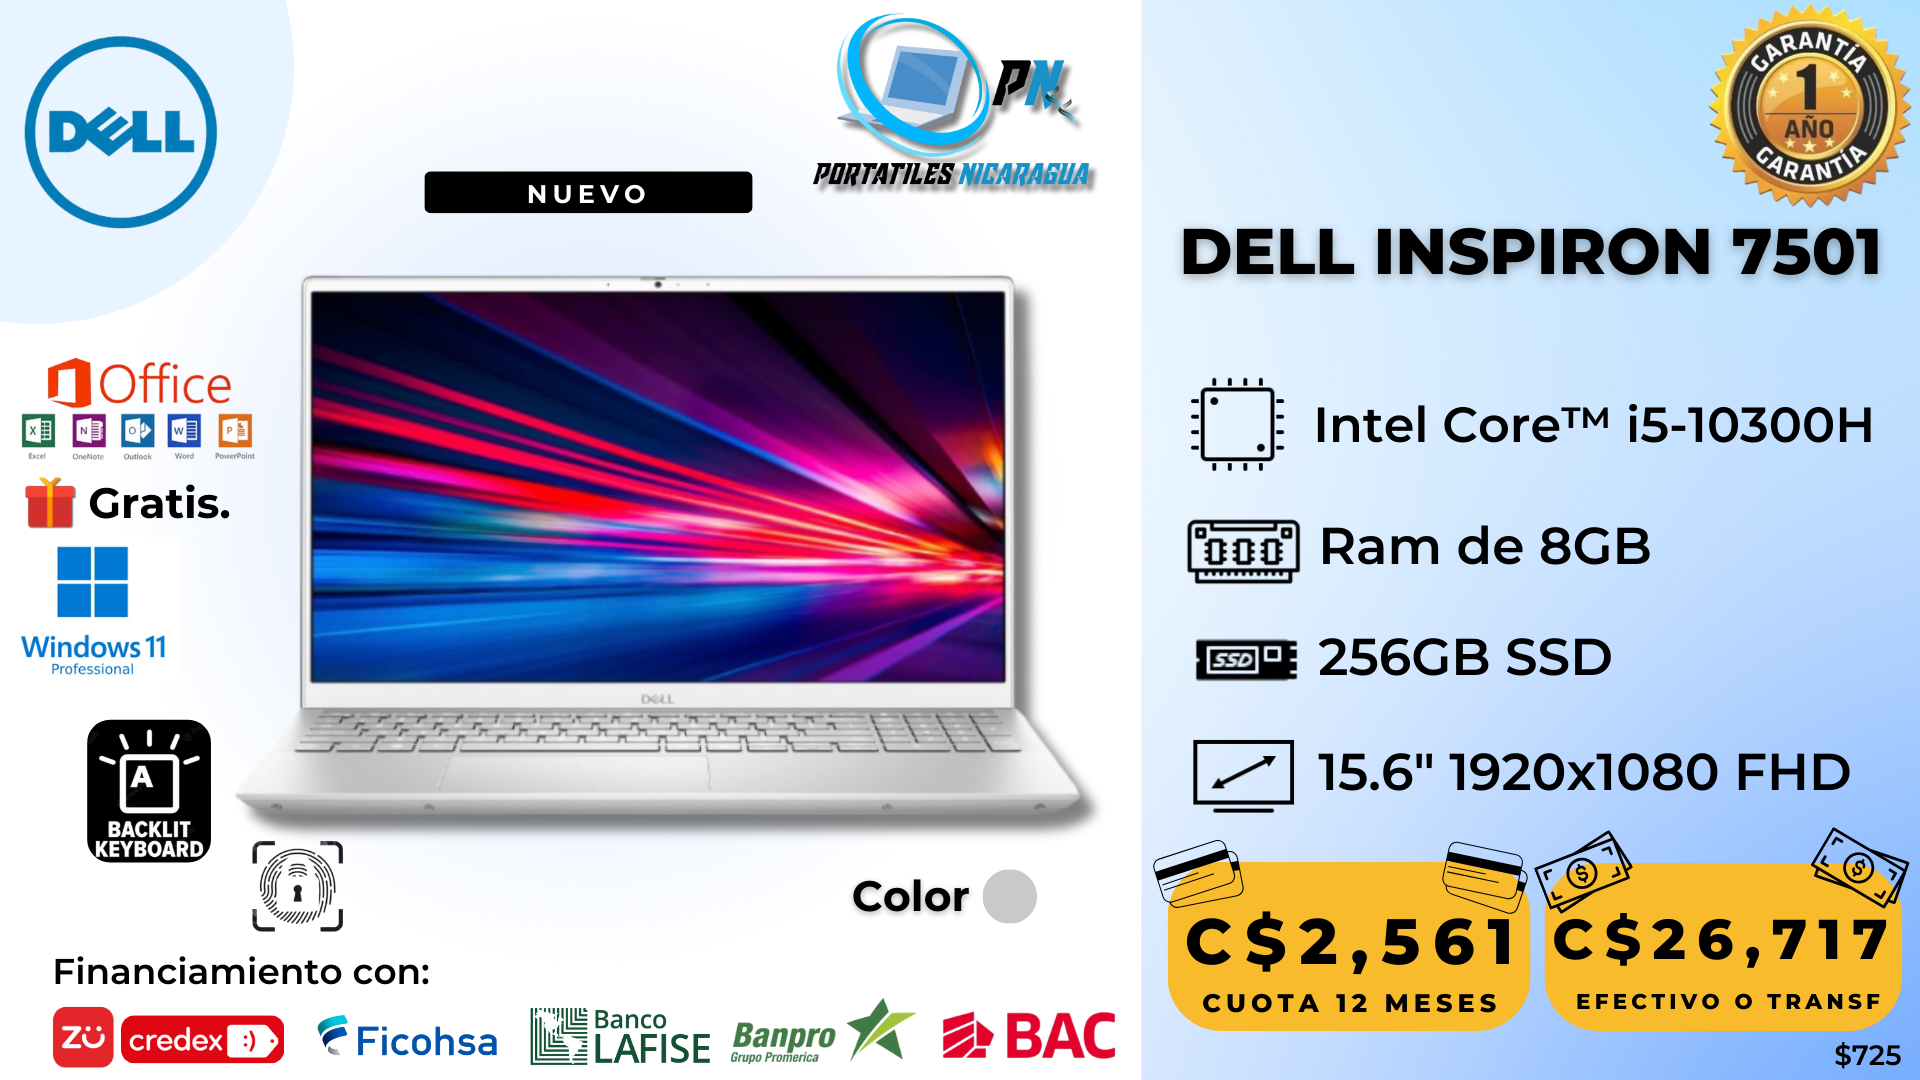 DELL
PN
PORTATILES NICARAGUA
NUEVO
GARANTÍA
1
AÑO
GARANTÍA
DELL INSPIRON 7501
Office
Excel
OneNote
Outlook
Word
PowerPoint
Gratis.
Windows 11
Professional
A
BACKLIT
KEYBOARD
DELL
Intel Core™ i5-10300H
Ram de 8GB
SSD
256GB SSD
15.6" 1920x1080 FHD
Color
C$2,561
CUOTA 12 MESES
C$26,717
EFECTIVO O TRANSF
$725
Financiamiento con:
zü
credex :)
Ficohsa
Banco
LAFISE
Banpro
Grupo Promerica
BAC